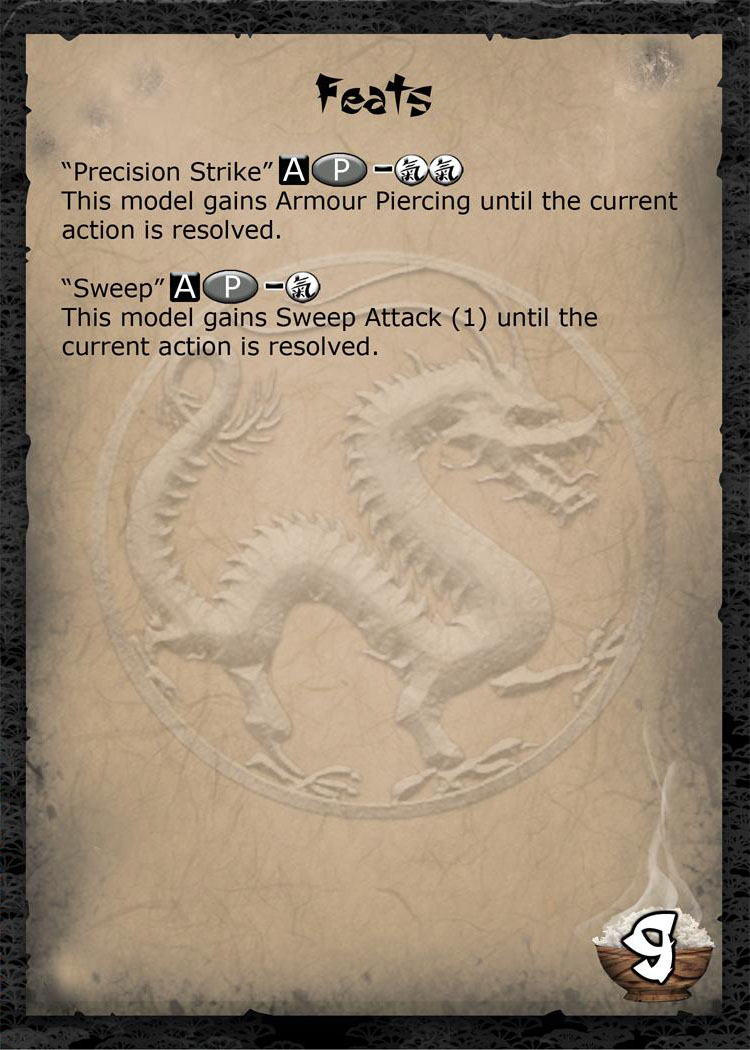 Feats
“Precision Strike” A P -氣氣
This model gains Armour Piercing until the current
action is resolved.
“Sweep” A P -氣
This model gains Sweep Attack (1) until the
current action is resolved.
9